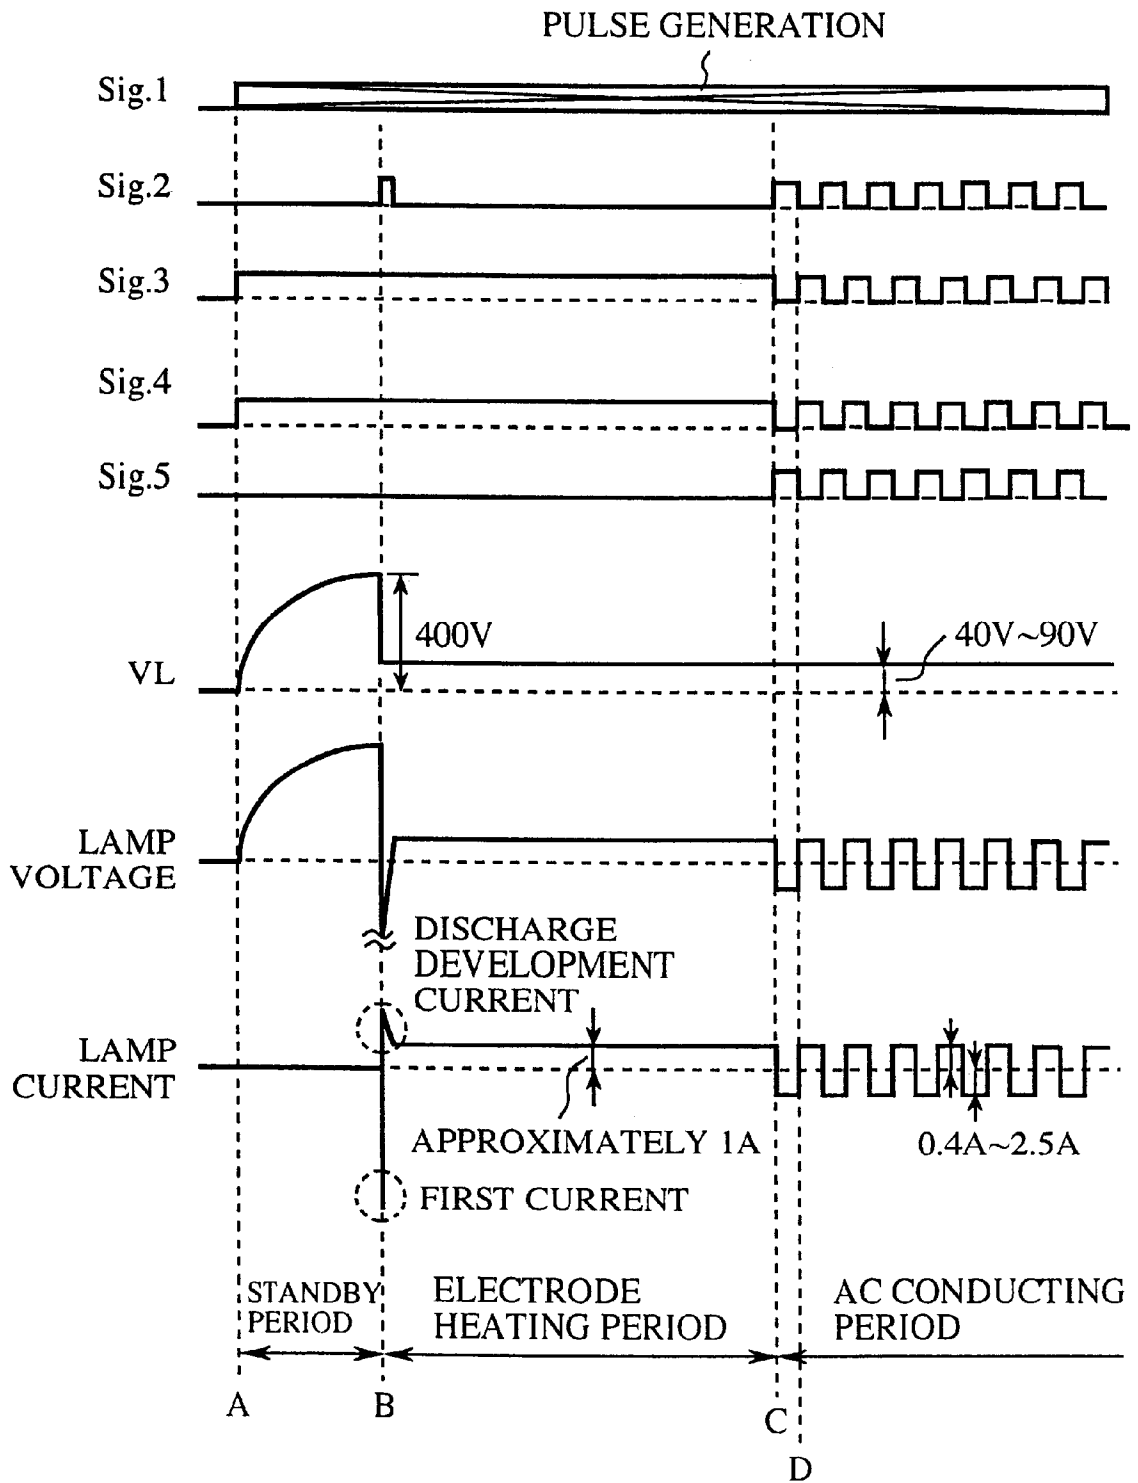 PULSE GENERATION
Sig.1
Sig.2
Sig.3
Sig.4
Sig.5
400V
40V~90V
VL
LAMP
VOLTAGE
DISCHARGE
DEVELOPMENT
CURRENT
LAMP
CURRENT
APPROXIMATELY 1A
0.4A~2.5A
FIRST CURRENT
STANDBY
PERIOD
ELECTRODE
HEATING PERIOD
AC CONDUCTING
PERIOD
A
B
C
D